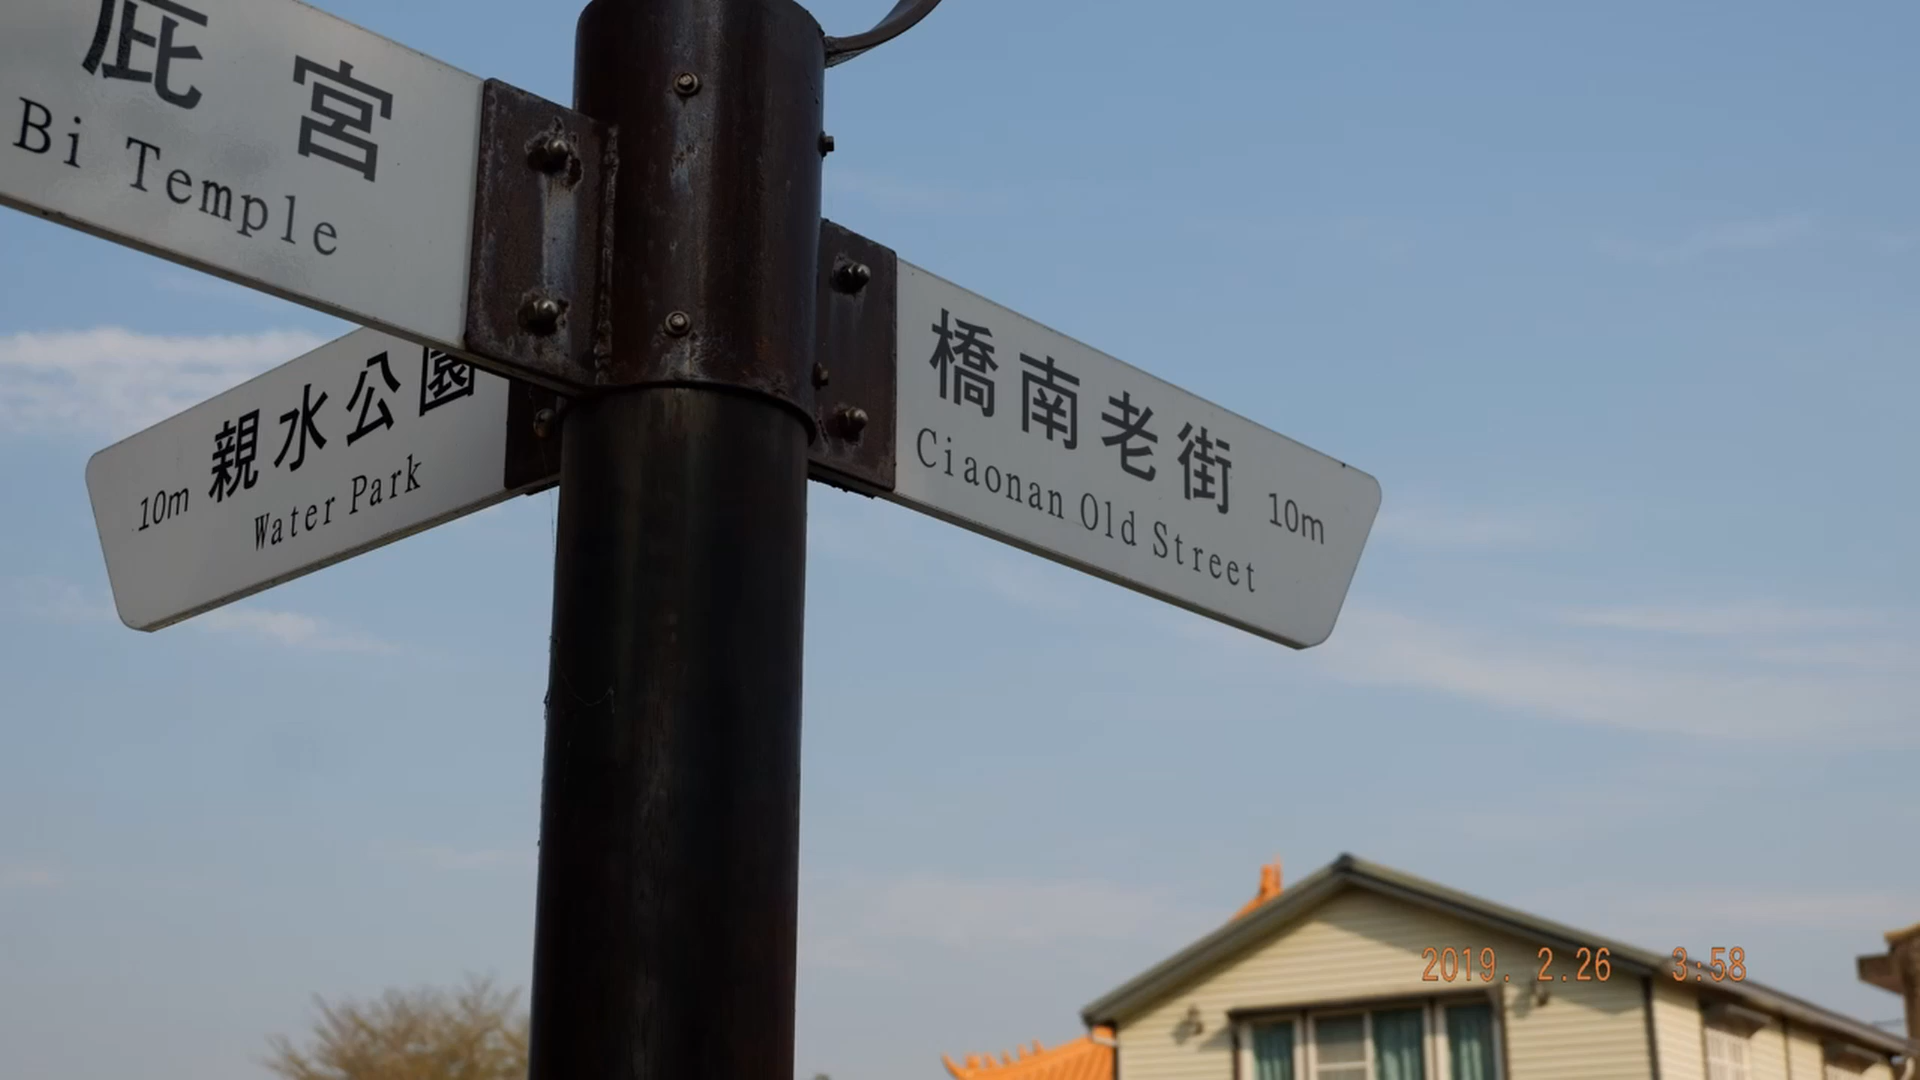 庇宮
Bi Temple
10m 親水公園
Water Park
橋南老街 10m
Ciaonan Old Street
2019. 2.26 3:58